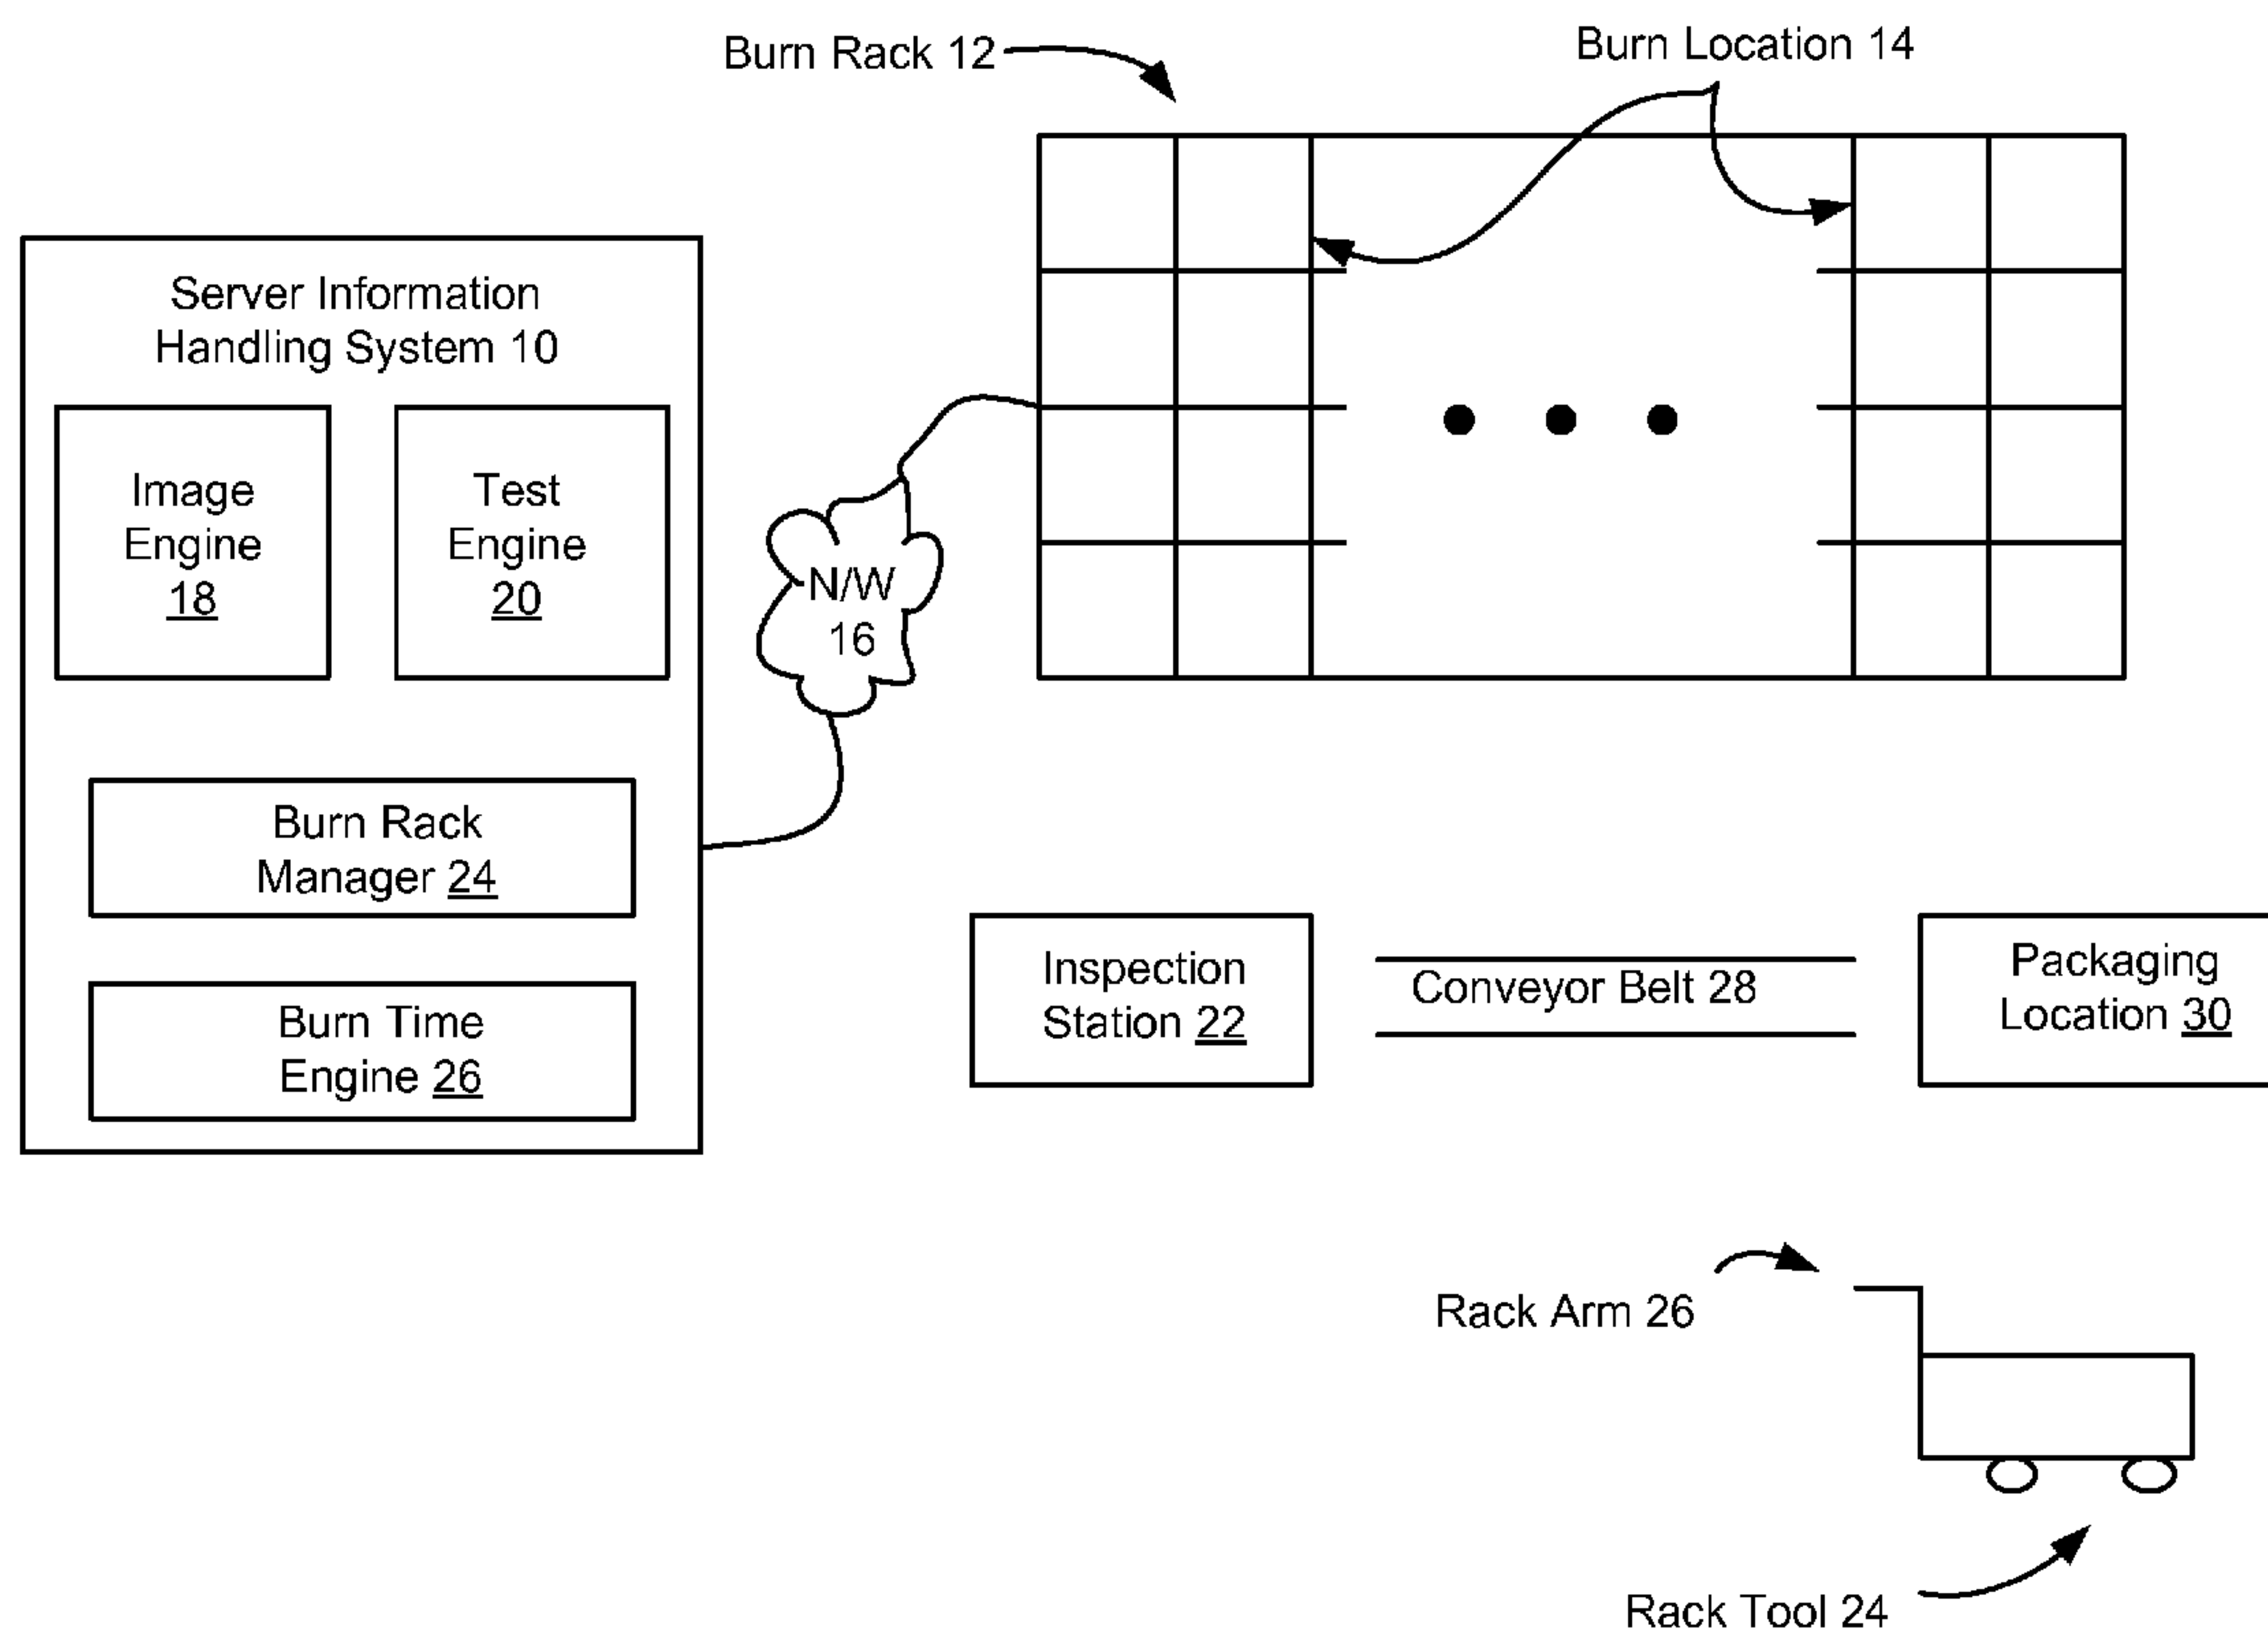 Burn Rack 12
Burn Location 14
Server Information
Handling System 10
Image
Engine
18
Test
Engine
20
N/W
16
Burn Rack
Manager 24
Burn Time
Engine 26
Inspection
Station 22
Conveyor Belt 28
Packaging
Location 30
Rack Arm 26
Rack Tool 24